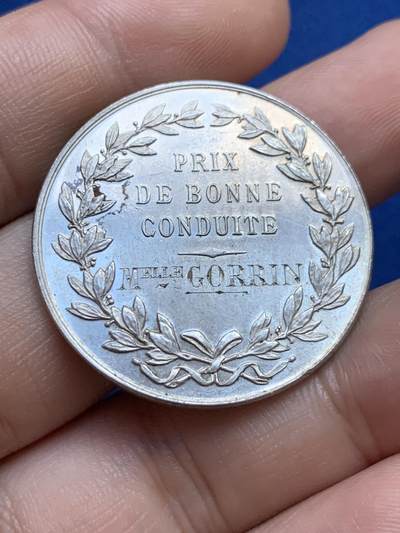 PRIX
DE BONNE
CONDUITE
MELLE GORRIN